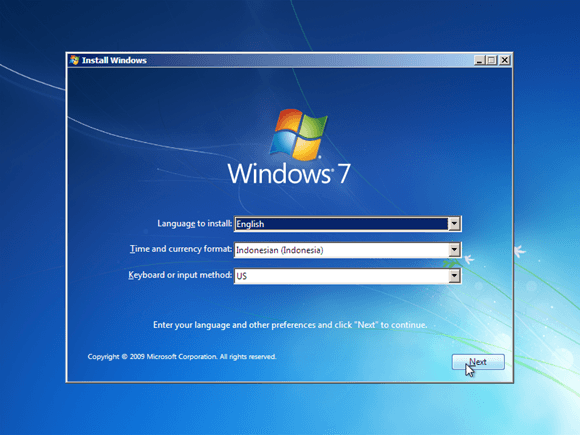 Install Windows
Windows 7
Language to install: English
Time and currency format: Indonesian (Indonesia)
Keyboard or input method: US
Enter your language and other preferences and click "Next" to continue.
Copyright © 2009 Microsoft Corporation. All rights reserved.
Next